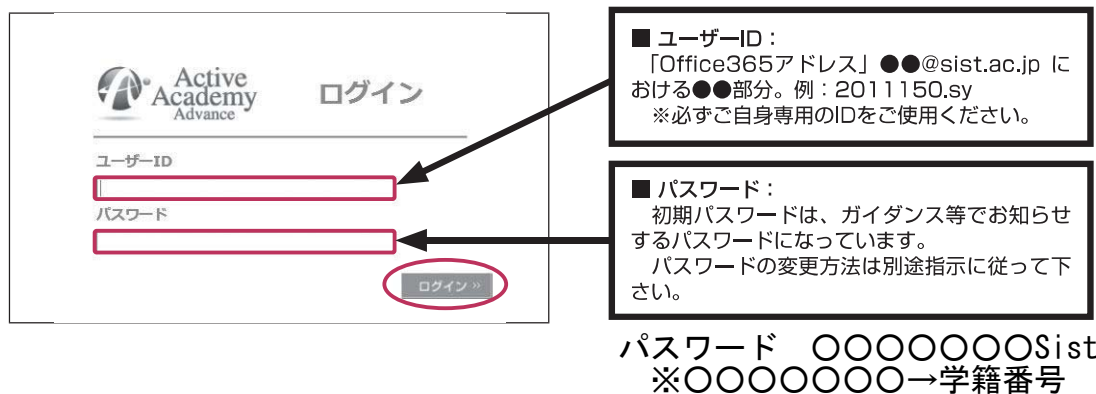 Active
Academy
Advance
ログイン
ユーザーID
パスワード
ログイン »
■ ユーザーID：
「Office365アドレス」●●@sist.ac.jp に
おける●●部分。例：2011150.sy
※必ずご自身専用のIDをご使用ください。
■ パスワード：
初期パスワードは、ガイダンス等でお知らせ
するパスワードになっています。
パスワードの変更方法は別途指示に従って下
さい。
パスワード　○○○○○○○Sist
※○○○○○○○→学籍番号